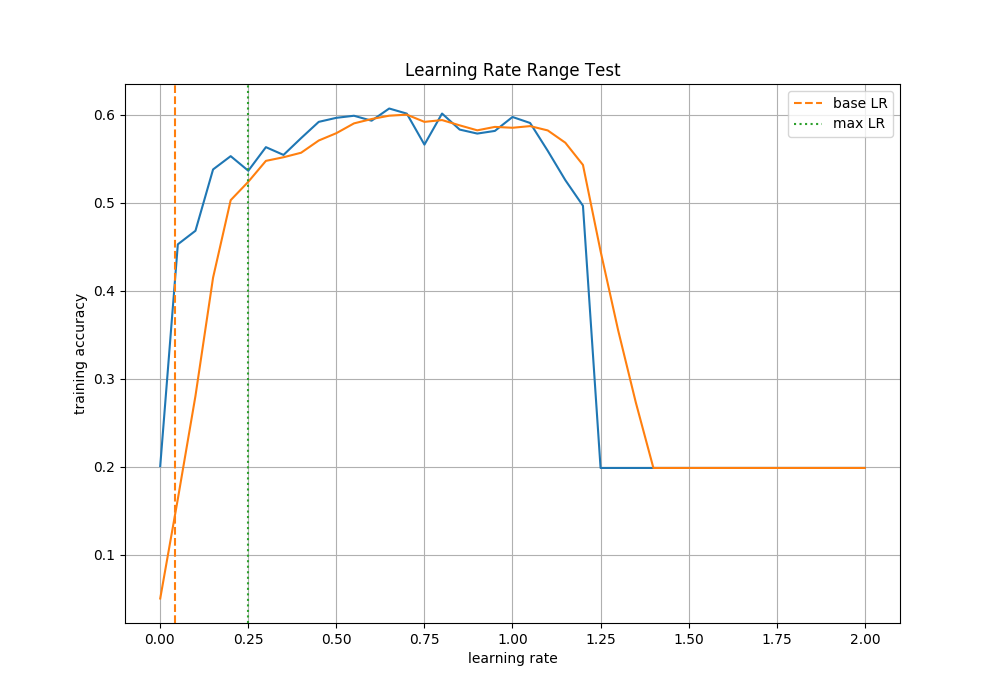 Learning Rate Range Test
base LR
max LR
0.6
0.5
0.4
0.3
0.2
0.1
training accuracy
0.00 0.25 0.50 0.75 1.00 1.25 1.50 1.75 2.00
learning rate